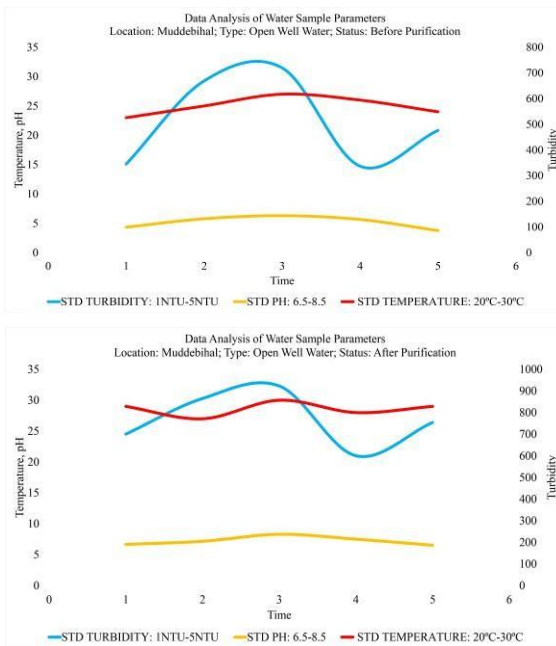 Data Analysis of Water Sample Parameters
Location: Muddebihal; Type: Open Well Water; Status: Before Purification
35
30
25
20
15
10
5
0
Temperature, pH
800
700
600
500
400
300
200
100
0
Turbidity
0 1 2 3 4 5 6
Time
STD TURBIDITY: 1NTU-5NTU STD PH: 6.5-8.5 STD TEMPERATURE: 20ºC-30ºC
Data Analysis of Water Sample Parameters
Location: Muddebihal; Type: Open Well Water; Status: After Purification
35
30
25
20
15
10
5
0
Temperature, pH
1000
900
800
700
600
500
400
300
200
100
0
Turbidity
0 1 2 3 4 5 6
Time
STD TURBIDITY: 1NTU-5NTU STD PH: 6.5-8.5 STD TEMPERATURE: 20ºC-30ºC